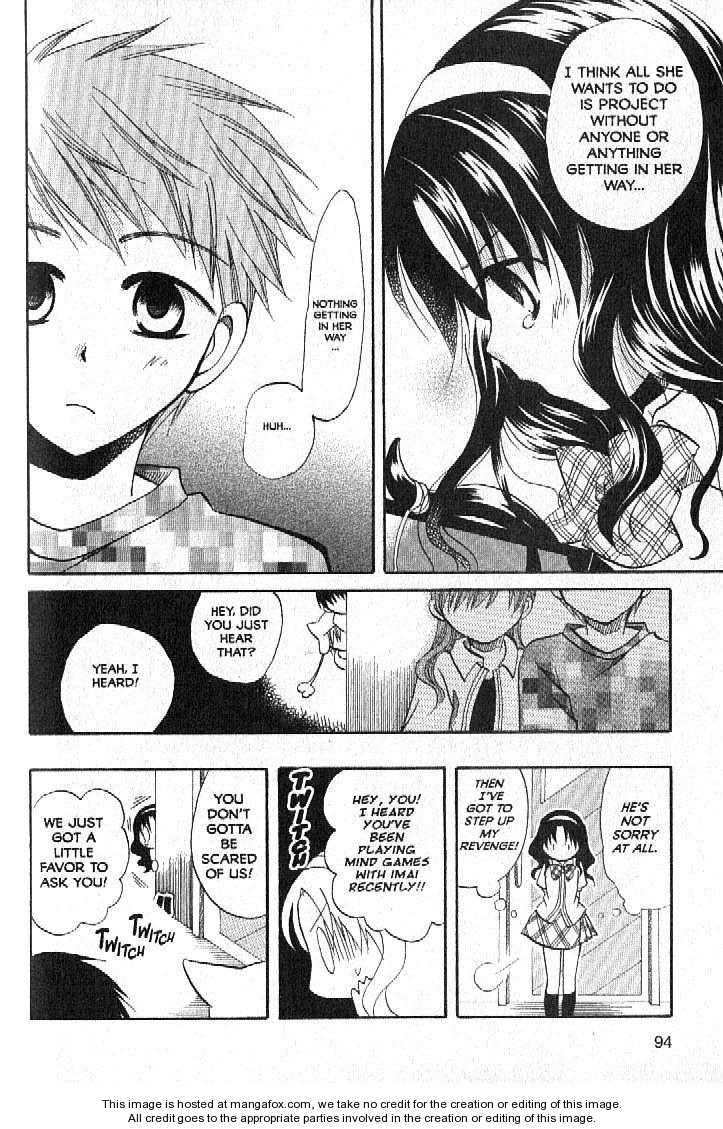 I THINK ALL SHE
WANTS TO DO
IS PROJECT
WITHOUT
ANYONE OR
ANYTHING
GETTING IN HER
WAY...
NOTHING
GETTING
IN HER
WAY
...
HUH...
HEY, DID
YOU JUST
HEAR
THAT?
YEAH, I
HEARD!
YOU
DON'T
GOTTA
BE SCARED
OF US!
WE JUST
GOT A
LITTLE
FAVOR TO
ASK YOU!
TWITCH
TWITCH
TWITCH
HEY, YOU!
I HEARD
YOU'VE
BEEN
PLAYING
MIND GAMES
WITH IMAI
RECENTLY!!
THEN
I'VE
GOT TO
STEP UP
MY
REVENGE!
HE'S
NOT
SORRY
AT ALL.
94
This image is hosted at mangafox.com, we take no credit for the creation or editing of this image.
All credit goes to the appropriate parties involved in the creation or editing of this image.